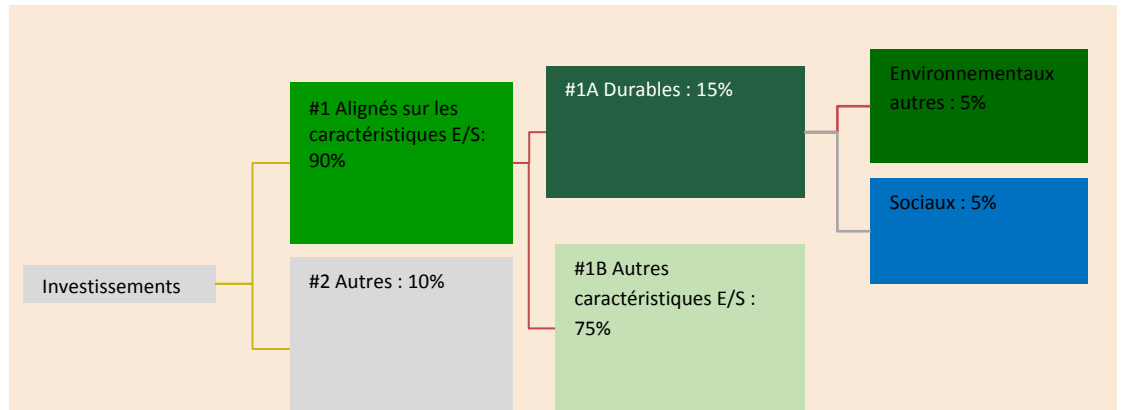 Investissements
#1 Alignés sur les
caractéristiques E/S:
90%
#2 Autres : 10%
#1A Durables : 15%
#1B Autres
caractéristiques E/S :
75%
Environnementaux
autres : 5%
Sociaux : 5%